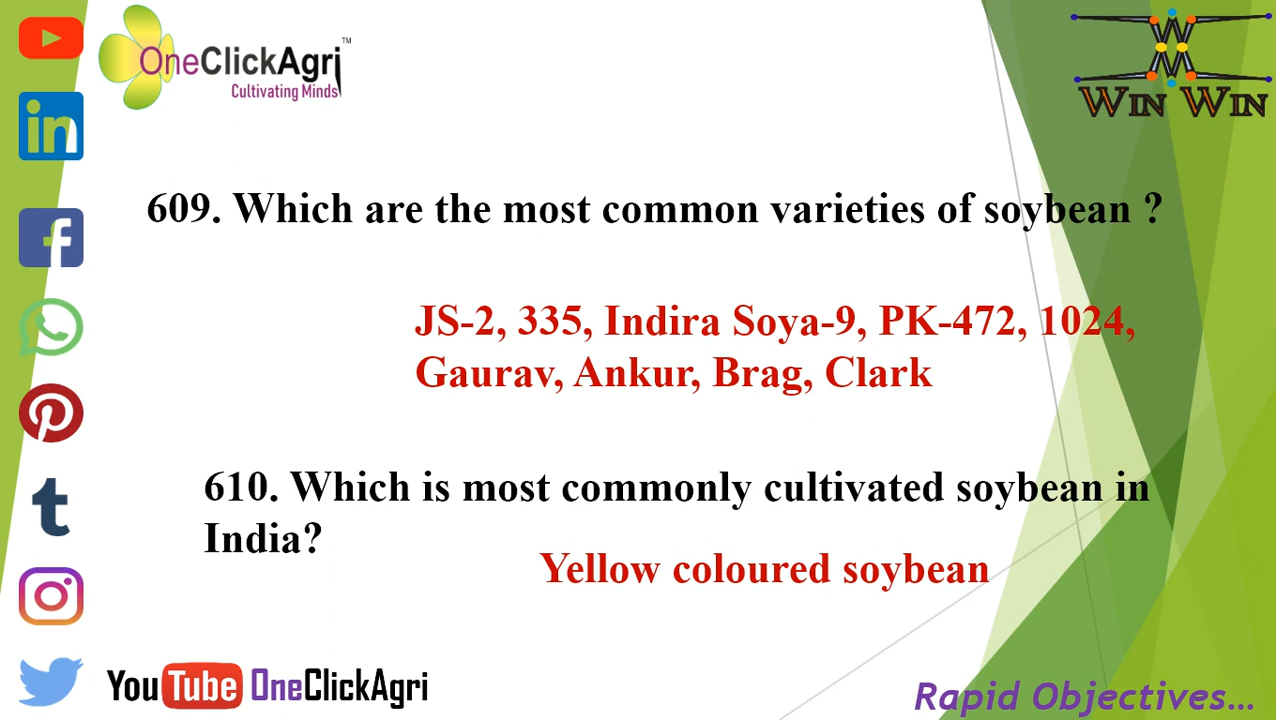 OneClickAgri™
Cultivating Minds
WIN WIN
609. Which are the most common varieties of soybean ?
JS-2, 335, Indira Soya-9, PK-472, 1024,
Gaurav, Ankur, Brag, Clark
610. Which is most commonly cultivated soybean in
India?
Yellow coloured soybean
YouTube OneClickAgri
Rapid Objectives...